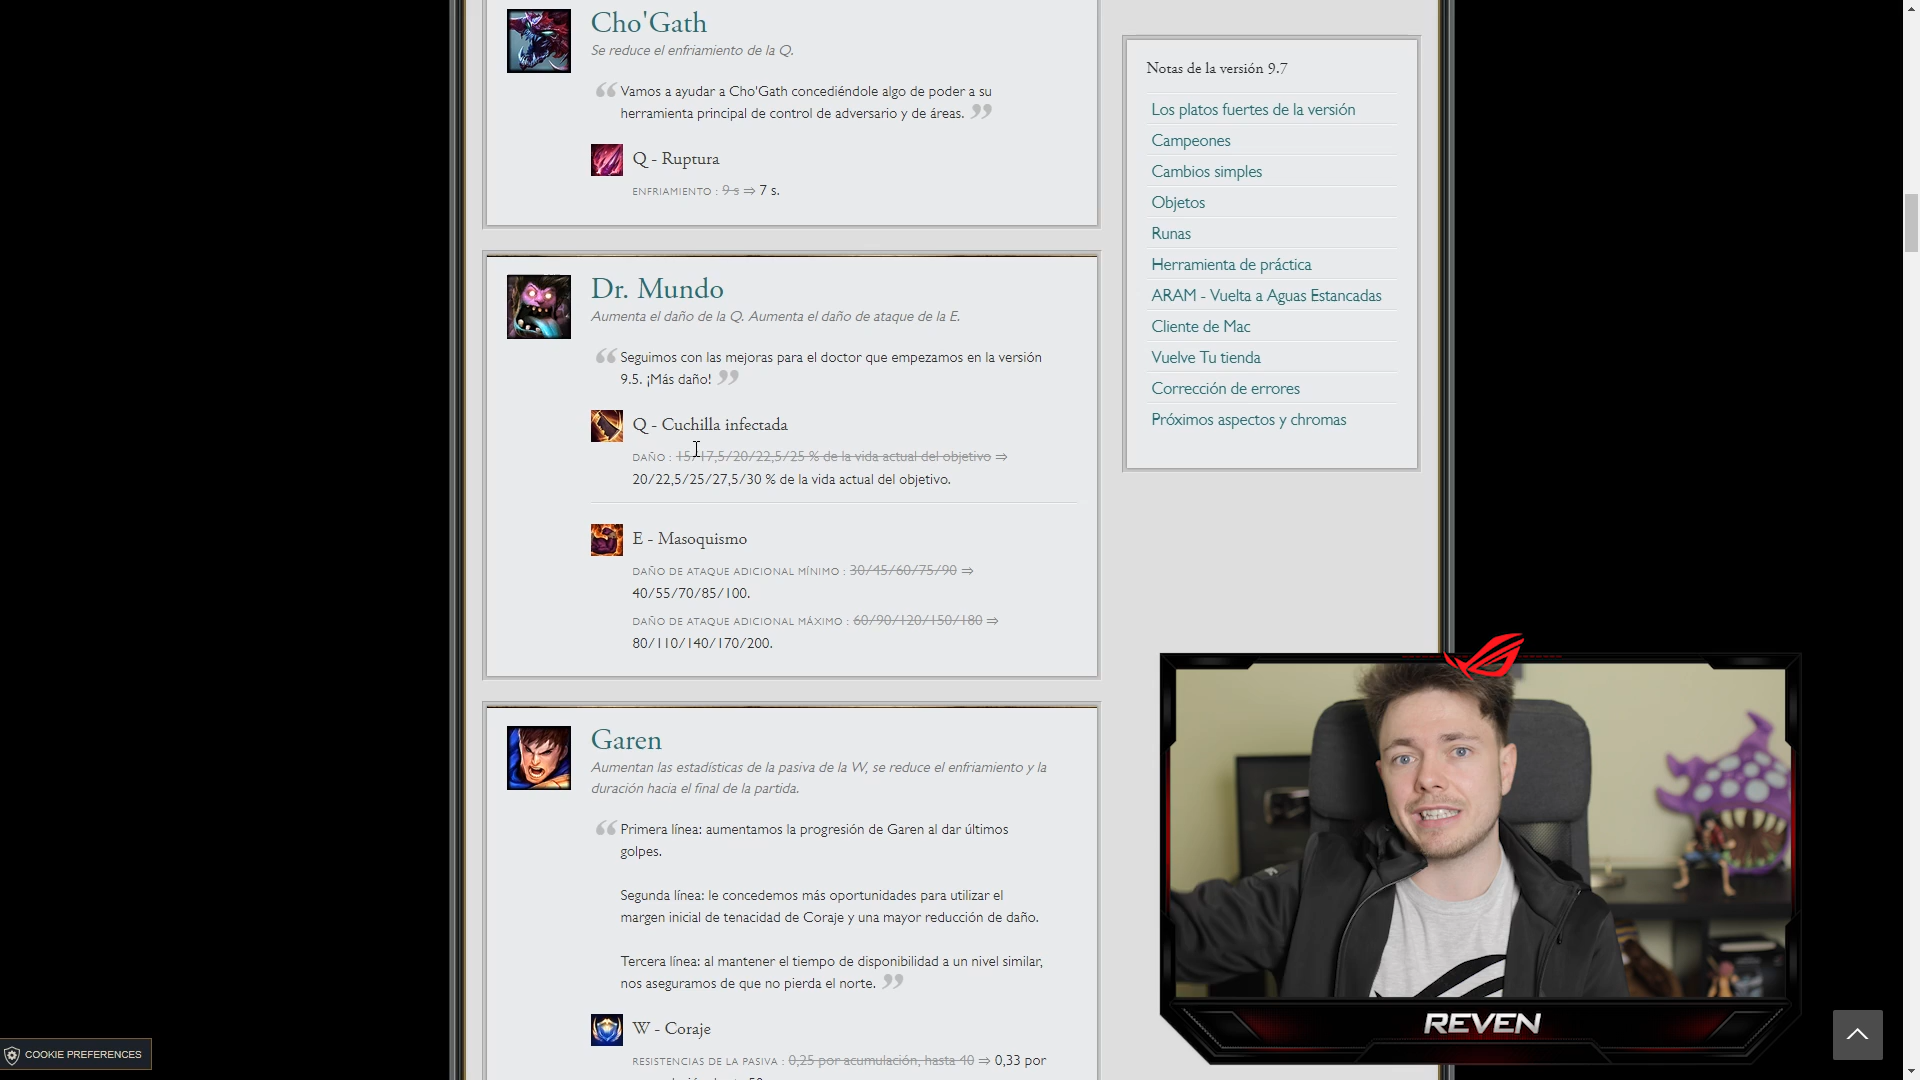 Cho'Gath
Se reduce el enfriamiento de la Q.
“ Vamos a ayudar a Cho'Gath concediéndole algo de poder a su
herramienta principal de control de adversario y de áreas. ”
Q - Ruptura
ENFRIAMIENTO : 9 s ⇒ 7 s.
Dr. Mundo
Aumenta el daño de la Q. Aumenta el daño de ataque de la E.
“ Seguimos con las mejoras para el doctor que empezamos en la versión
9.5. ¡Más daño! ”
Q - Cuchilla infectada
DAÑO : 15/17,5/20/22,5/25 % de la vida actual del objetivo ⇒
20/22,5/25/27,5/30 % de la vida actual del objetivo.
E - Masoquismo
DAÑO DE ATAQUE ADICIONAL MÍNIMO : 30/45/60/75/90 ⇒
40/55/70/85/100.
DAÑO DE ATAQUE ADICIONAL MÁXIMO : 60/90/120/150/180 ⇒
80/110/140/170/200.
Garen
Aumentan las estadísticas de la pasiva de la W, se reduce el enfriamiento y la
duración hacia el final de la partida.
“ Primera línea: aumentamos la progresión de Garen al dar últimos
golpes.
Segunda línea: le concedemos más oportunidades para utilizar el
margen inicial de tenacidad de Coraje y una mayor reducción de daño.
Tercera línea: al mantener el tiempo de disponibilidad a un nivel similar,
nos aseguramos de que no pierda el norte. ”
W - Coraje
RESISTENCIAS DE LA PASIVA : 0,25 por acumulación, hasta 40 ⇒ 0,33 por
Notas de la versión 9.7
Los platos fuertes de la versión
Campeones
Cambios simples
Objetos
Runas
Herramienta de práctica
ARAM - Vuelta a Aguas Estancadas
Cliente de Mac
Vuelve Tu tienda
Corrección de errores
Próximos aspectos y chromas
REVEN
COOKIE PREFERENCES